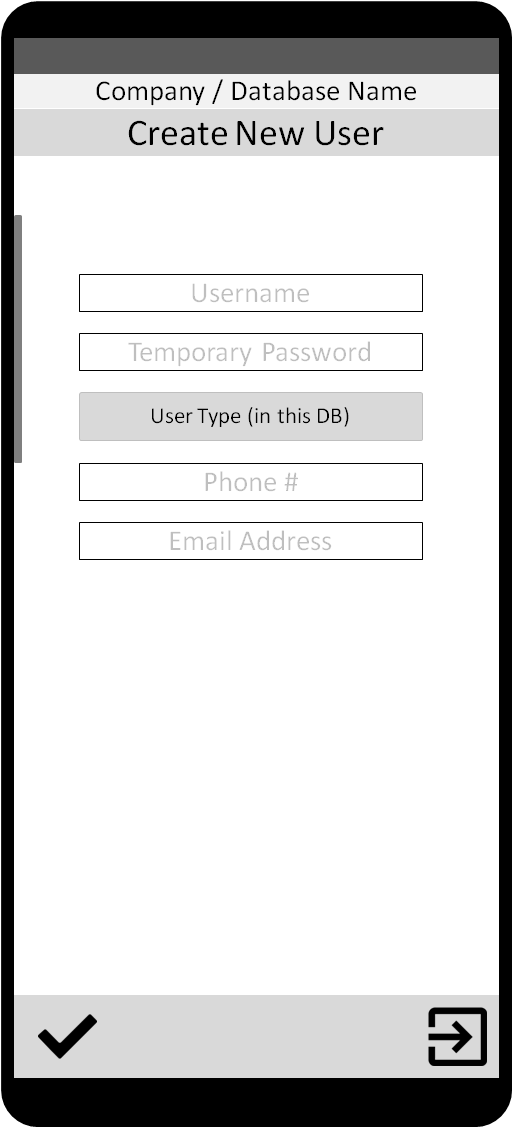 Company / Database Name
Create New User
Username
Temporary Password
User Type (in this DB)
Phone #
Email Address